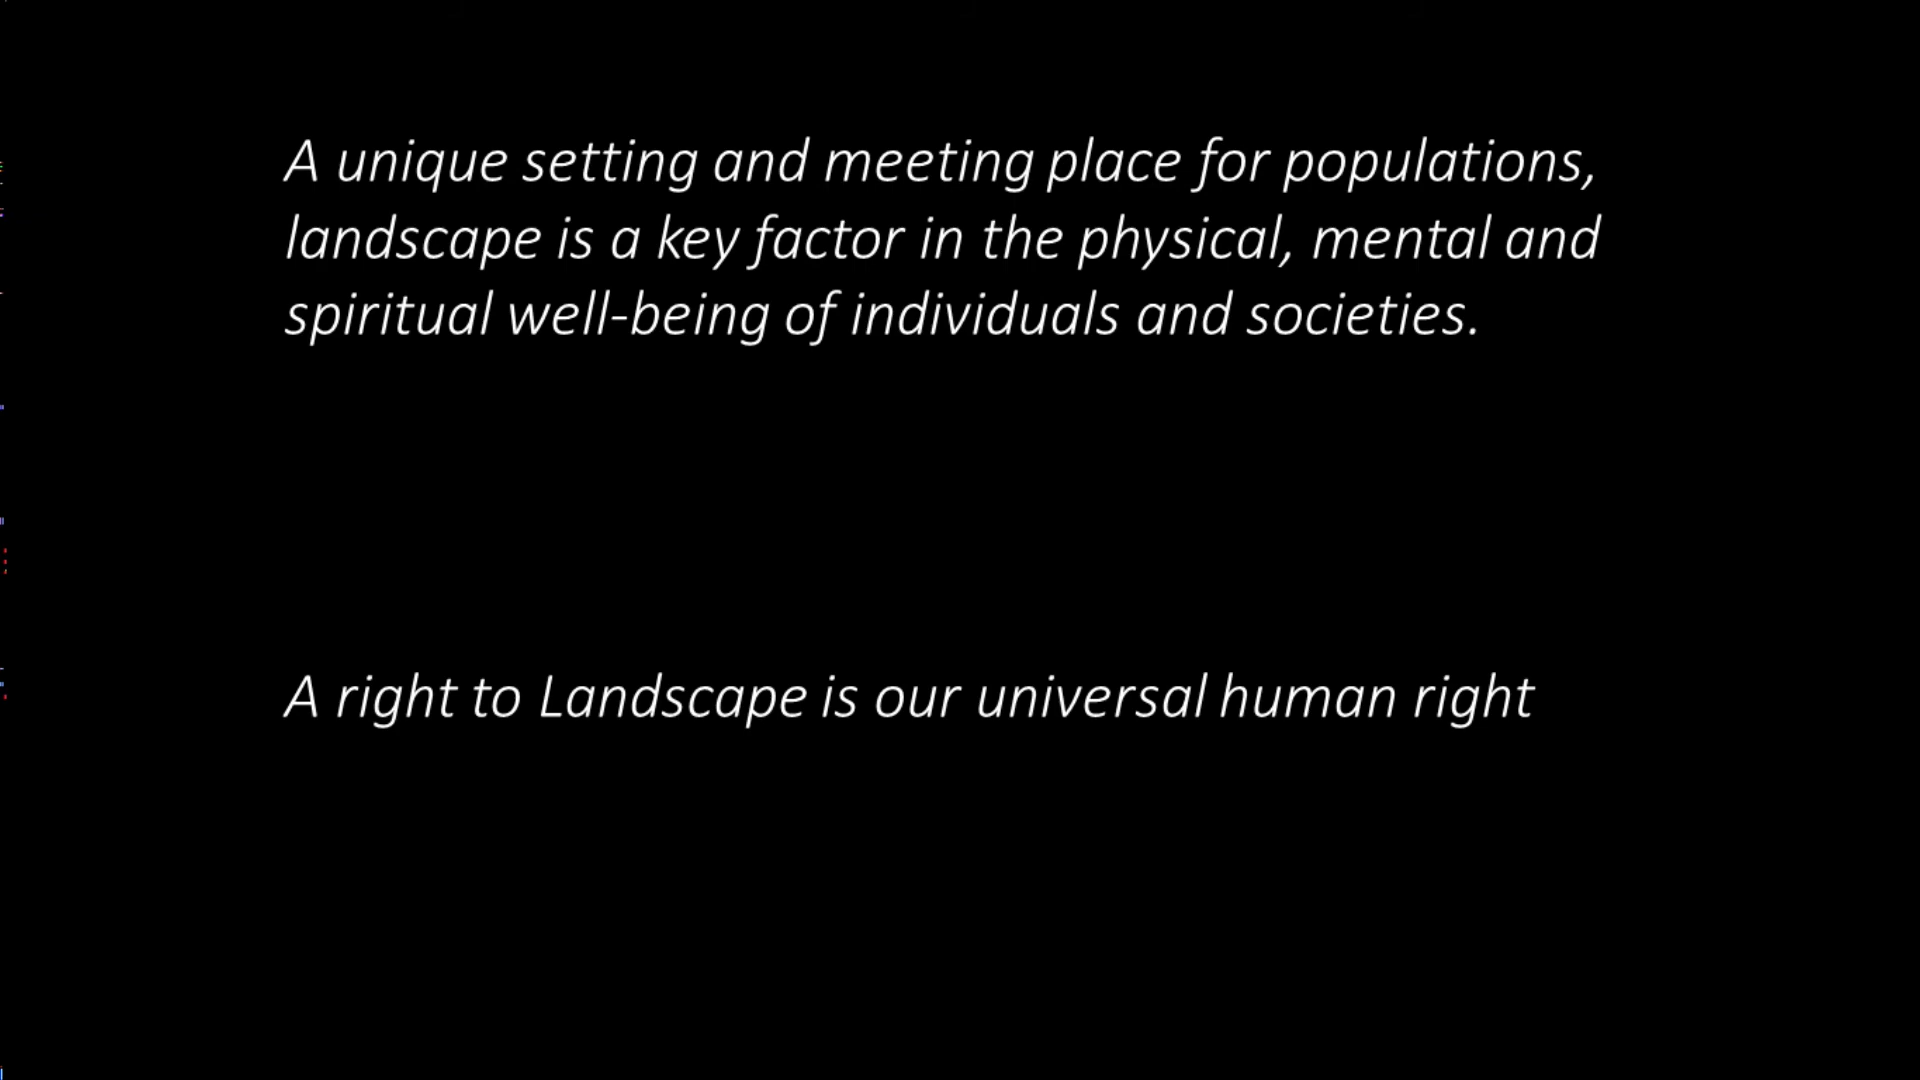 A unique setting and meeting place for populations,
landscape is a key factor in the physical, mental and
spiritual well-being of individuals and societies.
A right to Landscape is our universal human right